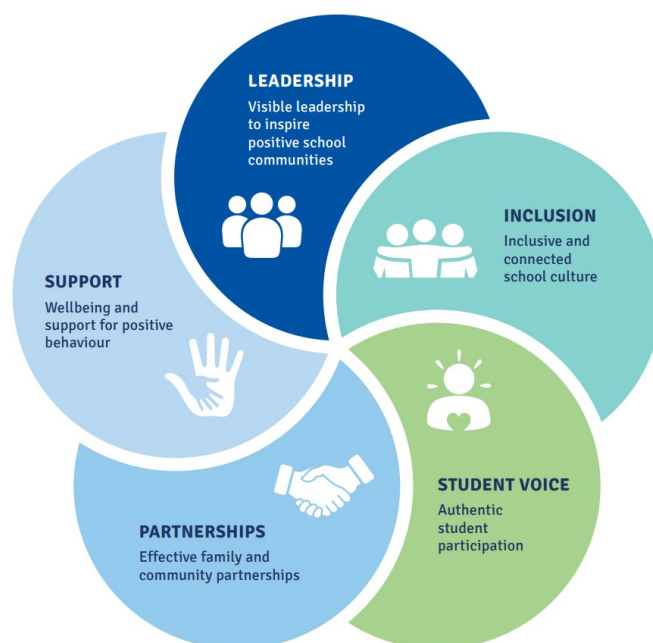 LEADERSHIP
Visible leadership
to inspire
positive school
communities
INCLUSION
Inclusive and
connected
school culture
STUDENT VOICE
Authentic
student
participation
PARTNERSHIPS
Effective family and
community partnerships
SUPPORT
Wellbeing and
support for positive
behaviour